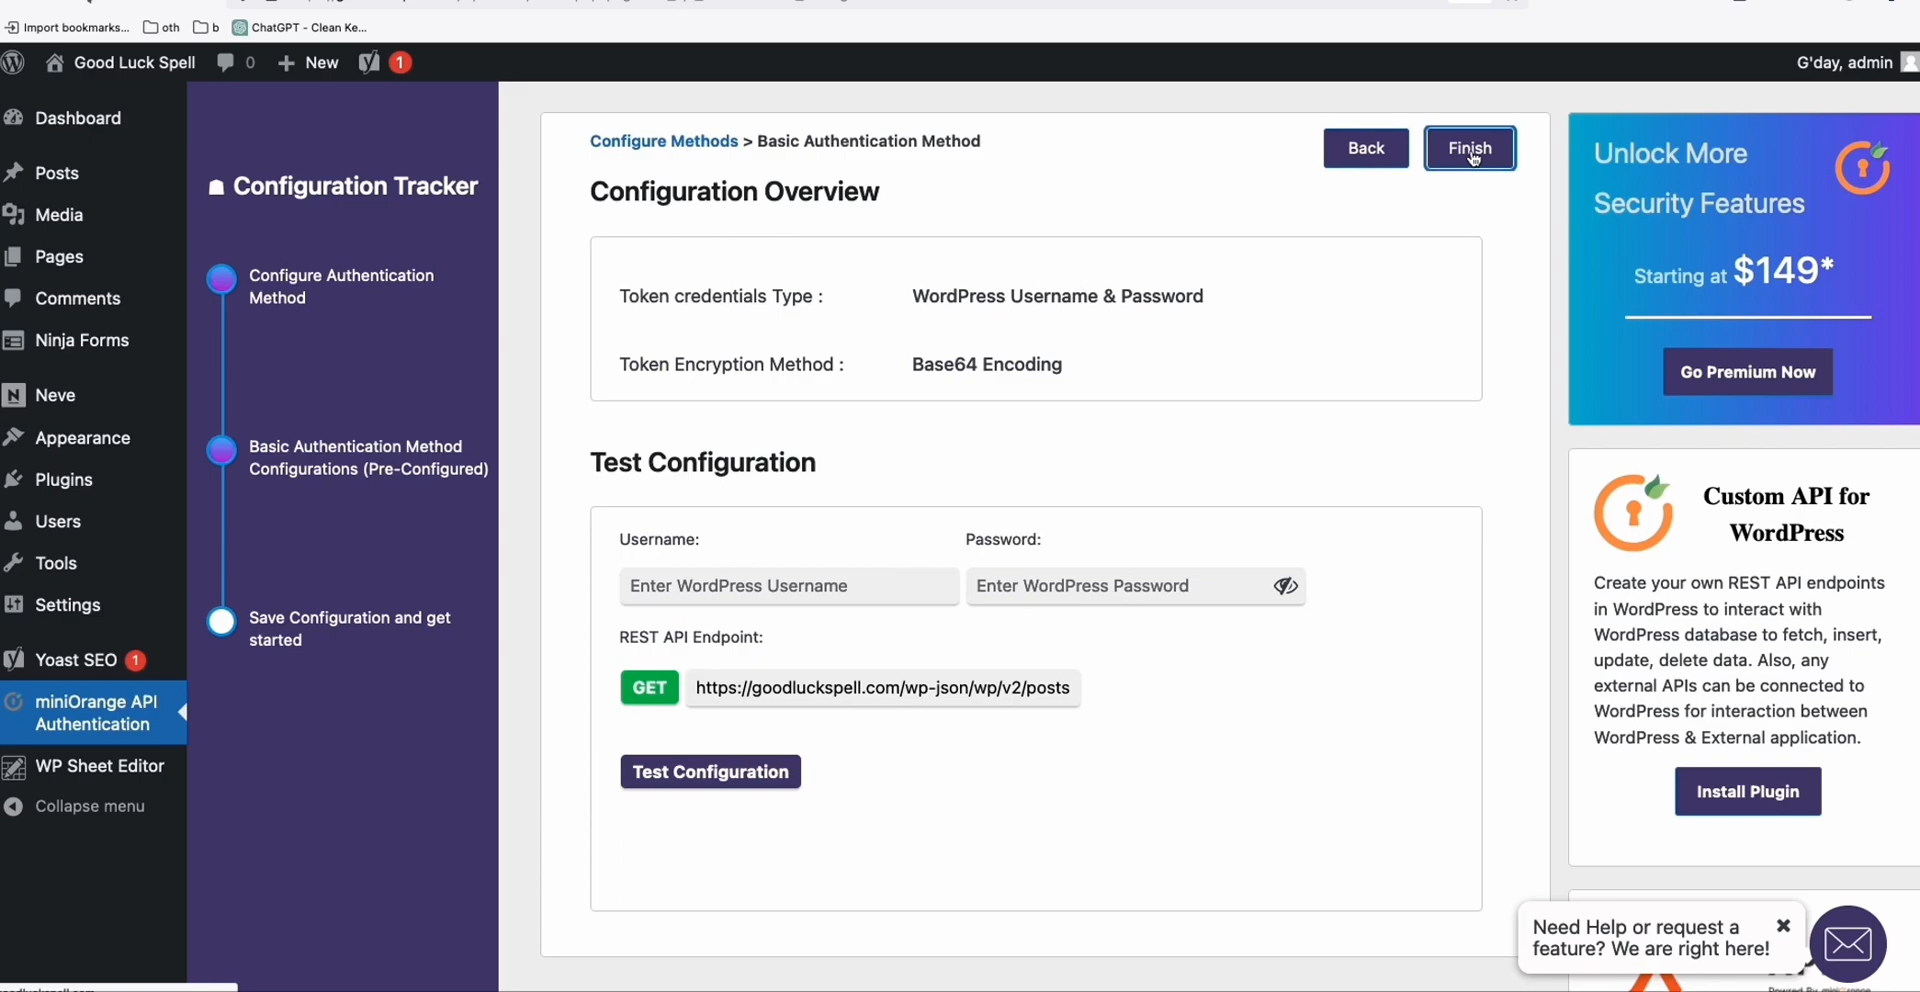 Import bookmarks...
oth
b
ChatGPT - Clean Ke...
Good Luck Spell
0
New
1
G'day, admin
Dashboard
Posts
Media
Pages
Comments
Ninja Forms
Neve
Appearance
Plugins
Users
Tools
Settings
Yoast SEO 1
miniOrange API
Authentication
WP Sheet Editor
Collapse menu
Configuration Tracker
Configure Authentication
Method
Basic Authentication Method
Configurations (Pre-Configured)
Save Configuration and get
started
Configure Methods > Basic Authentication Method
Back
Finish
Configuration Overview
Token credentials Type : WordPress Username & Password
Token Encryption Method : Base64 Encoding
Test Configuration
Username: Password:
Enter WordPress Username Enter WordPress Password
REST API Endpoint:
GET https://goodluckspell.com/wp-json/wp/v2/posts
Test Configuration
Unlock More
Security Features
Starting at $149*
Go Premium Now
Custom API for
WordPress
Create your own REST API endpoints
in WordPress to interact with
WordPress database to fetch, insert,
update, delete data. Also, any
external APIs can be connected to
WordPress for interaction between
WordPress & External application.
Install Plugin
Need Help or request a
feature? We are right here!